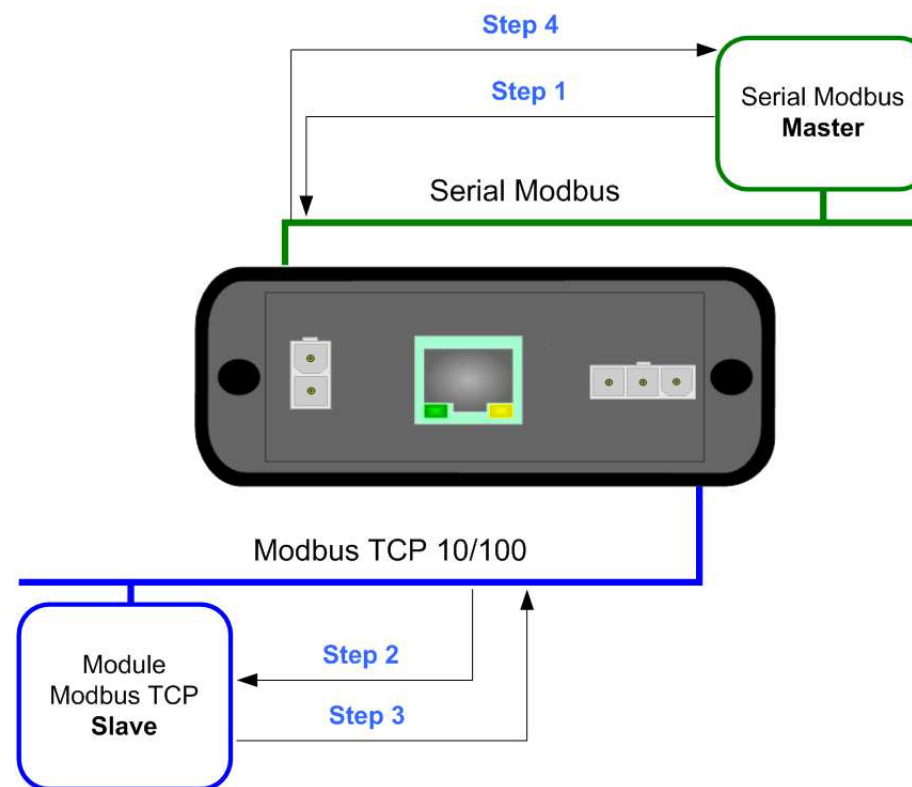 Step 4
Step 1
Serial Modbus
Master
Serial Modbus
Modbus TCP 10/100
Step 2
Step 3
Module
Modbus TCP
Slave